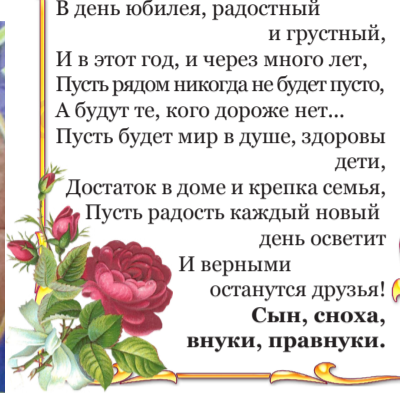 В день юбилея, радостный
и грустный,
И в этот год, и через много лет,
Пусть рядом никогда не будет пусто,
А будут те, кого дороже нет...
Пусть будет мир в душе, здоровы
дети,
Достаток в доме и крепка семья,
Пусть радость каждый новый
день осветит
И верными
останутся друзья!
Сын, сноха,
внуки, правнуки.